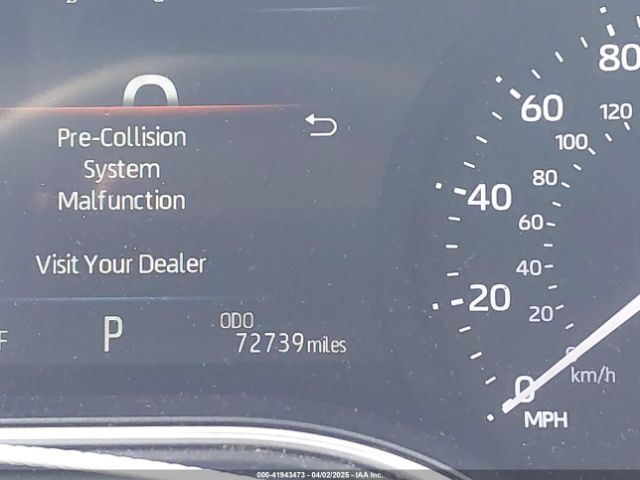 Pre-Collision
System
Malfunction
Visit Your Dealer
F
P
ODO
72739 miles
80
60
40
20
0
MPH
120
100
80
60
40
20
0
km/h
000-41943473 - 04/02/2025 - IAA Inc.